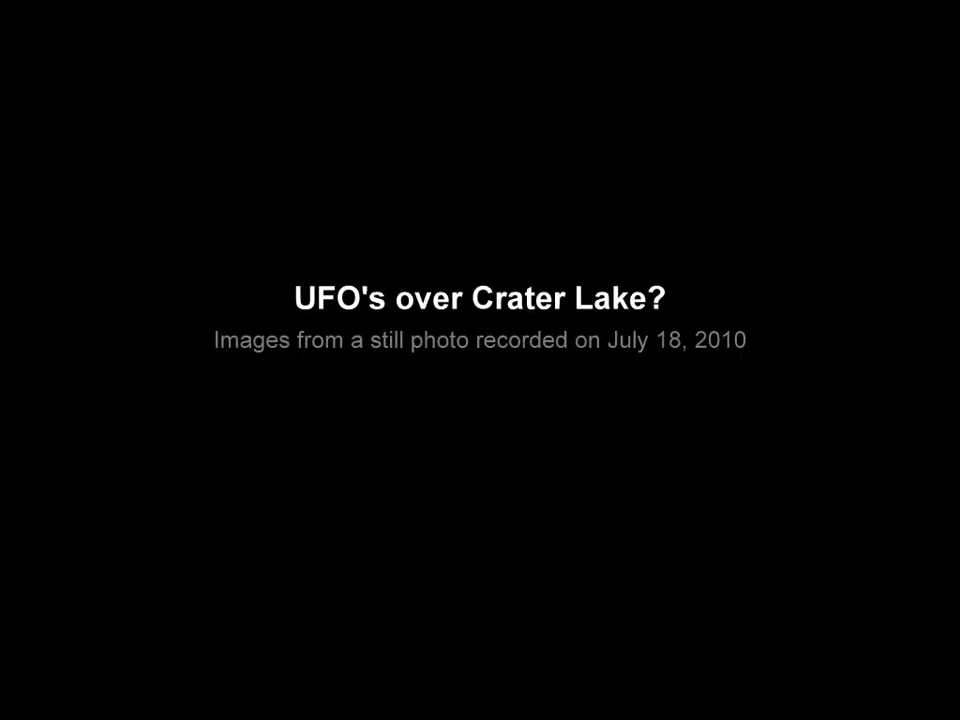 UFO's over Crater Lake?
Images from a still photo recorded on July 18, 2010